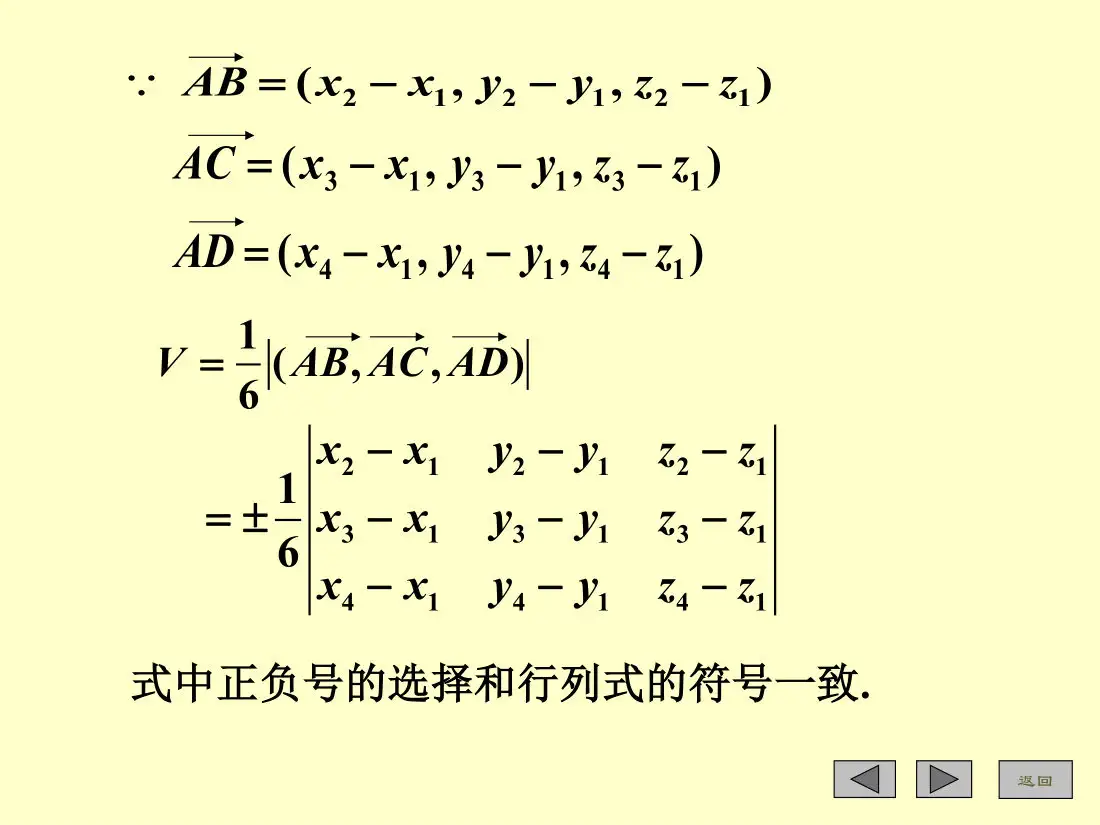 ∵ AB⃗ = (x₂ − x₁, y₂ − y₁, z₂ − z₁)
AC⃗ = (x₃ − x₁, y₃ − y₁, z₃ − z₁)
AD⃗ = (x₄ − x₁, y₄ − y₁, z₄ − z₁)
V = 1/6 |(AB⃗, AC⃗, AD⃗)|
= ± 1/6 | x₂ − x₁ y₂ − y₁ z₂ − z₁ |
| x₃ − x₁ y₃ − y₁ z₃ − z₁ |
| x₄ − x₁ y₄ − y₁ z₄ − z₁ |
式中正负号的选择和行列式的符号一致.
返回